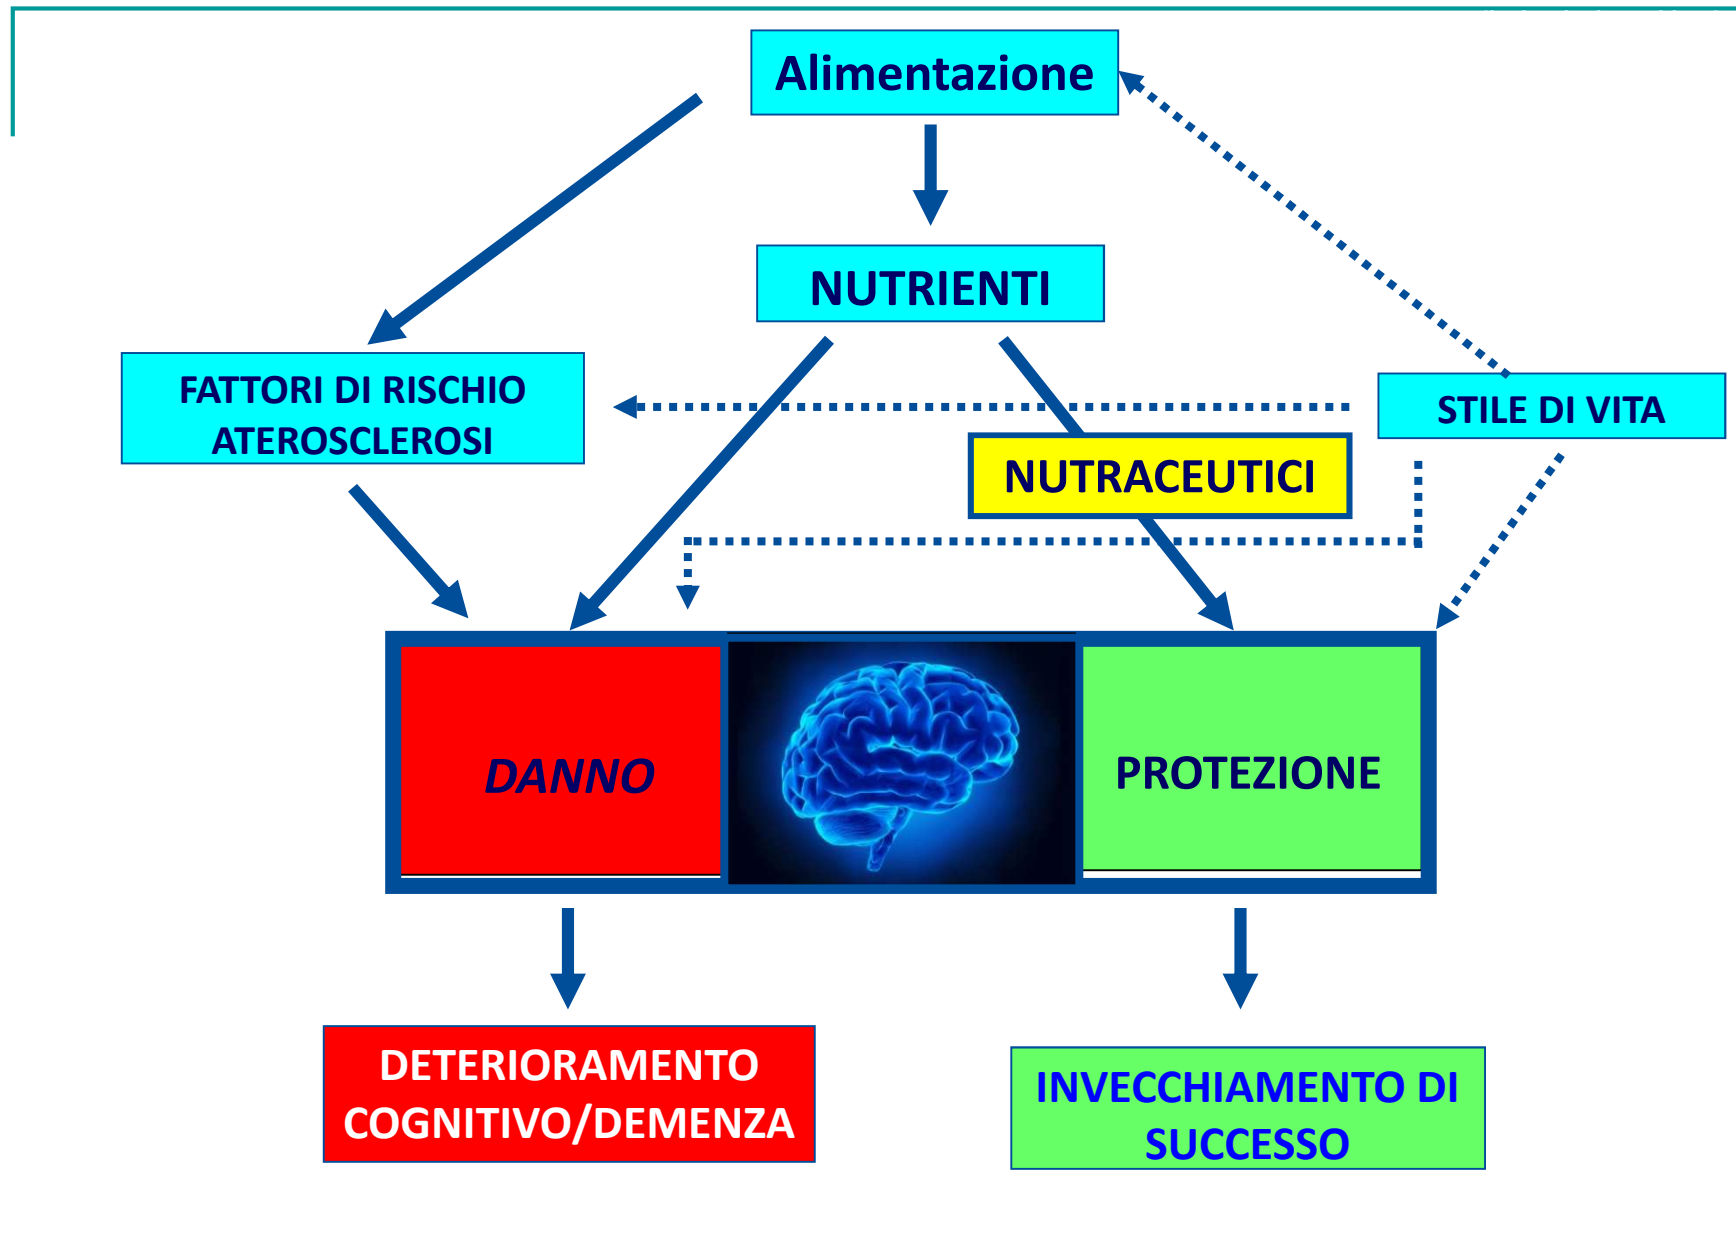 Alimentazione
NUTRIENTI
FATTORI DI RISCHIO
ATEROSCLEROSI
STILE DI VITA
NUTRACEUTICI
DANNO
PROTEZIONE
DETERIORAMENTO
COGNITIVO/DEMENZA
INVECCHIAMENTO DI
SUCCESSO